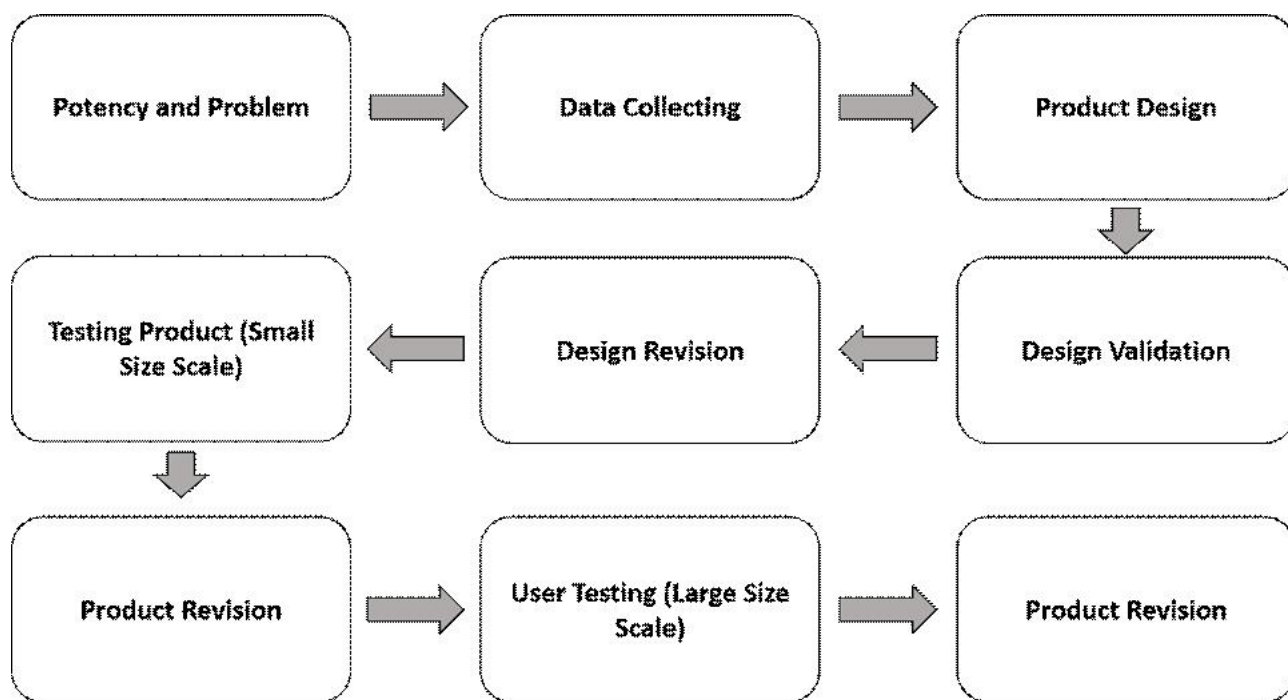 Potency and Problem
Data Collecting
Product Design
Design Validation
Design Revision
Testing Product (Small
Size Scale)
Product Revision
User Testing (Large Size
Scale)
Product Revision